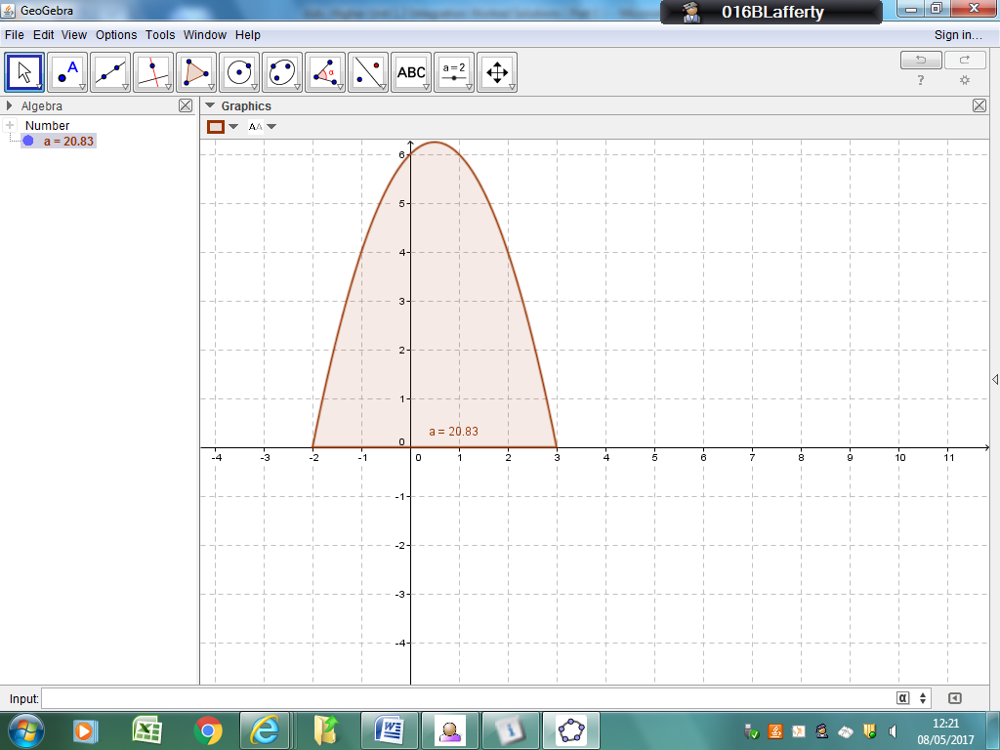 GeoGebra
016BLafferty
File Edit View Options Tools Window Help
Sign in...
A
α
ABC
a = 2
?
Algebra
Graphics
Number
a = 20.83
AA
6
5
4
3
2
1
0
a = 20.83
-4 -3 -2 -1 0 1 2 3 4 5 6 7 8 9 10 11
-1
-2
-3
-4
Input:
α
12:21
08/05/2017